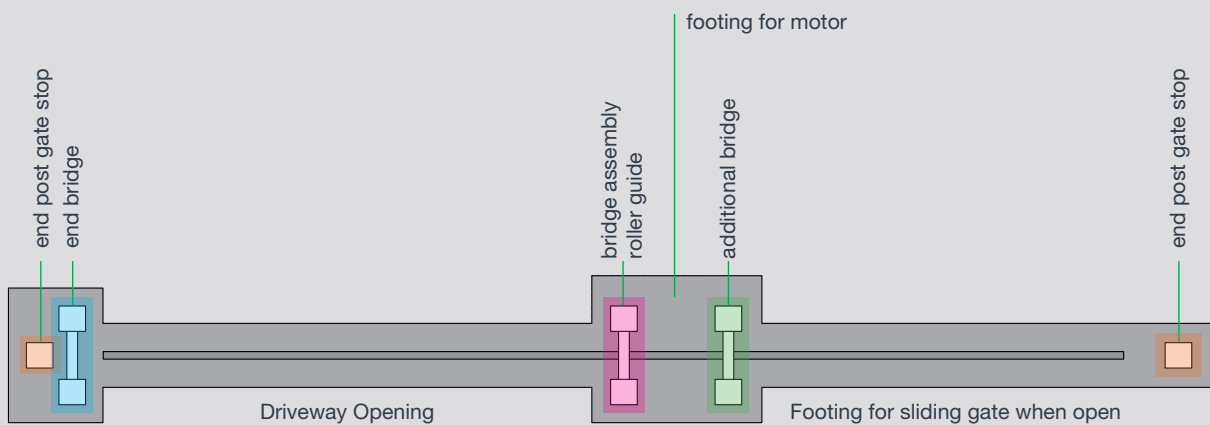 footing for motor
end post gate stop
end bridge
bridge assembly
roller guide
additional bridge
end post gate stop
Driveway Opening
Footing for sliding gate when open